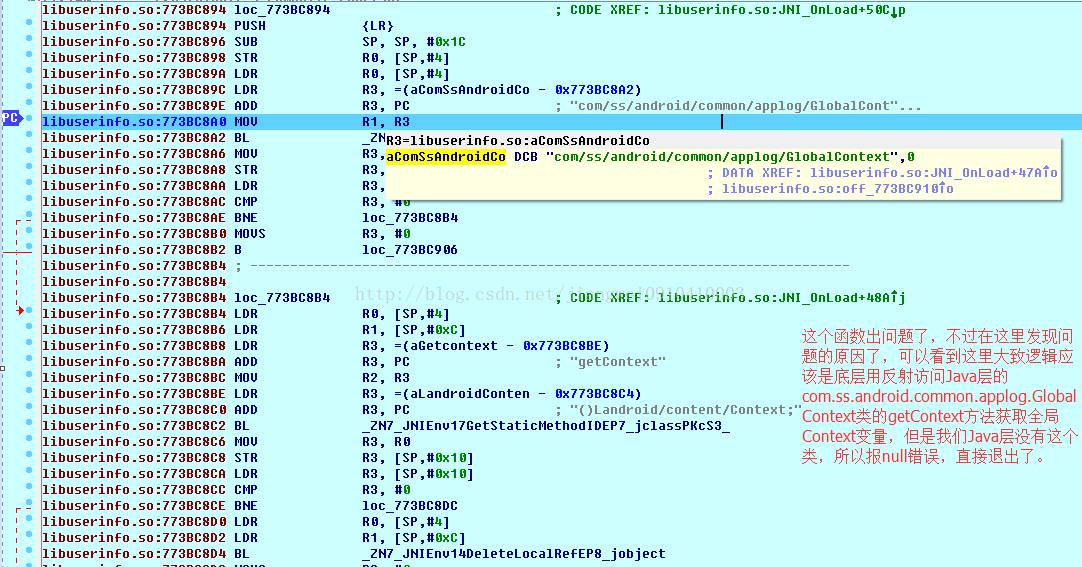 libuserinfo.so:773BC894 loc_773BC894 ; CODE XREF: libuserinfo.so:JNI_OnLoad+50C↓p
libuserinfo.so:773BC894 PUSH {LR}
libuserinfo.so:773BC896 SUB SP, SP, #0x1C
libuserinfo.so:773BC898 STR R0, [SP,#4]
libuserinfo.so:773BC89A LDR R0, [SP,#4]
libuserinfo.so:773BC89C LDR R3, =(aComSsAndroidCo - 0x773BC8A2)
libuserinfo.so:773BC89E ADD R3, PC ; "com/ss/android/common/applog/GlobalCont"...
PC libuserinfo.so:773BC8A0 MOV R1, R3
libuserinfo.so:773BC8A2 BL _ZN
R3=libuserinfo.so:aComSsAndroidCo
libuserinfo.so:773BC8A6 MOV R3,
aComSsAndroidCo DCB "com/ss/android/common/applog/GlobalContext",0
libuserinfo.so:773BC8A8 STR R3,
; DATA XREF: libuserinfo.so:JNI_OnLoad+47A↑o
libuserinfo.so:773BC8AA LDR R3,
; libuserinfo.so:off_773BC910↑o
libuserinfo.so:773BC8AC CMP R3, #0
libuserinfo.so:773BC8AE BNE loc_773BC8B4
libuserinfo.so:773BC8B0 MOVS R3, #0
libuserinfo.so:773BC8B2 B loc_773BC906
libuserinfo.so:773BC8B4 ; ---------------------------------------------------------------------------
libuserinfo.so:773BC8B4
libuserinfo.so:773BC8B4 loc_773BC8B4 ; CODE XREF: libuserinfo.so:JNI_OnLoad+48A↑j
libuserinfo.so:773BC8B4 LDR R0, [SP,#4]
libuserinfo.so:773BC8B6 LDR R1, [SP,#0xC]
libuserinfo.so:773BC8B8 LDR R3, =(aGetcontext - 0x773BC8BE)
libuserinfo.so:773BC8BA ADD R3, PC ; "getContext"
libuserinfo.so:773BC8BC MOV R2, R3
libuserinfo.so:773BC8BE LDR R3, =(aLandroidConten - 0x773BC8C4)
libuserinfo.so:773BC8C0 ADD R3, PC ; "()Landroid/content/Context;"
libuserinfo.so:773BC8C2 BL _ZN7_JNIEnv17GetStaticMethodIDEP7_jclassPKcS3_
libuserinfo.so:773BC8C6 MOV R3, R0
libuserinfo.so:773BC8C8 STR R3, [SP,#0x10]
libuserinfo.so:773BC8CA LDR R3, [SP,#0x10]
libuserinfo.so:773BC8CC CMP R3, #0
libuserinfo.so:773BC8CE BNE loc_773BC8DC
libuserinfo.so:773BC8D0 LDR R0, [SP,#4]
libuserinfo.so:773BC8D2 LDR R1, [SP,#0xC]
libuserinfo.so:773BC8D4 BL _ZN7_JNIEnv14DeleteLocalRefEP8_jobject
这个函数出问题了，不过在这里发现问
题的原因了，可以看到这里大致逻辑应
该是底层用反射访问Java层的
com.ss.android.common.applog.Global
Context类的getContext方法获取全局
Context变量，但是我们Java层没有这个
类，所以报null错误，直接退出了。